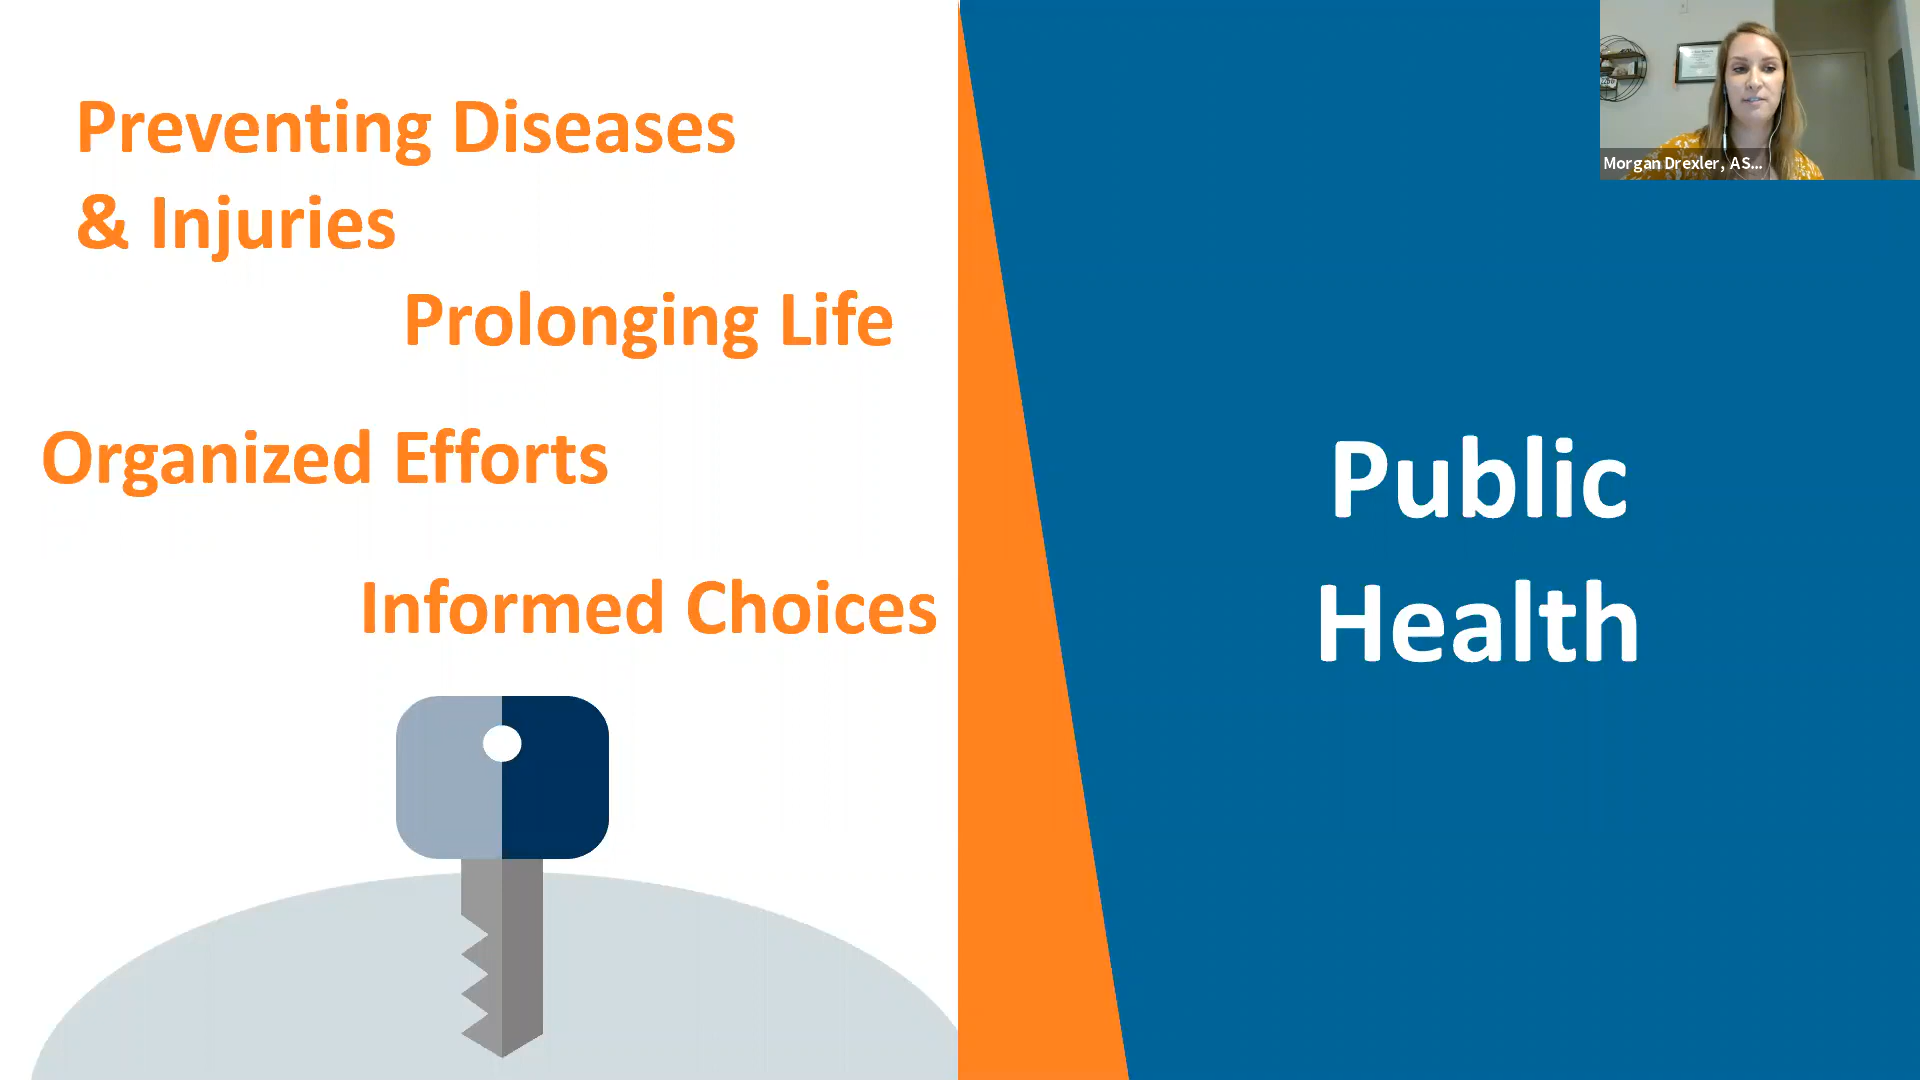 Preventing Diseases
& Injuries
Prolonging Life
Organized Efforts
Informed Choices
Public
Health
Morgan Drexler, AS...